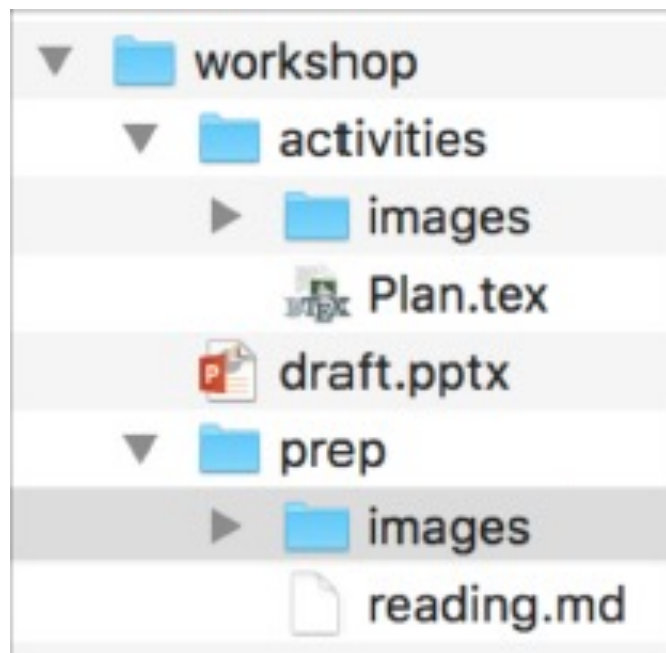 workshop
activities
images
Plan.tex
draft.pptx
prep
images
reading.md